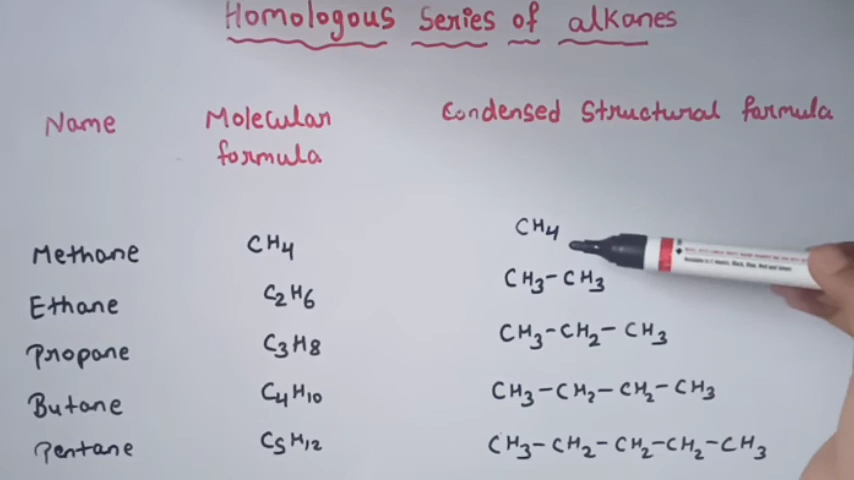 Homologous Series of alkanes
Name Molecular formula Condensed Structural formula
Methane CH4 CH4
Ethane C2H6 CH3-CH3
Propane C3H8 CH3-CH2-CH3
Butane C4H10 CH3-CH2-CH2-CH3
Pentane C5H12 CH3-CH2-CH2-CH2-CH3